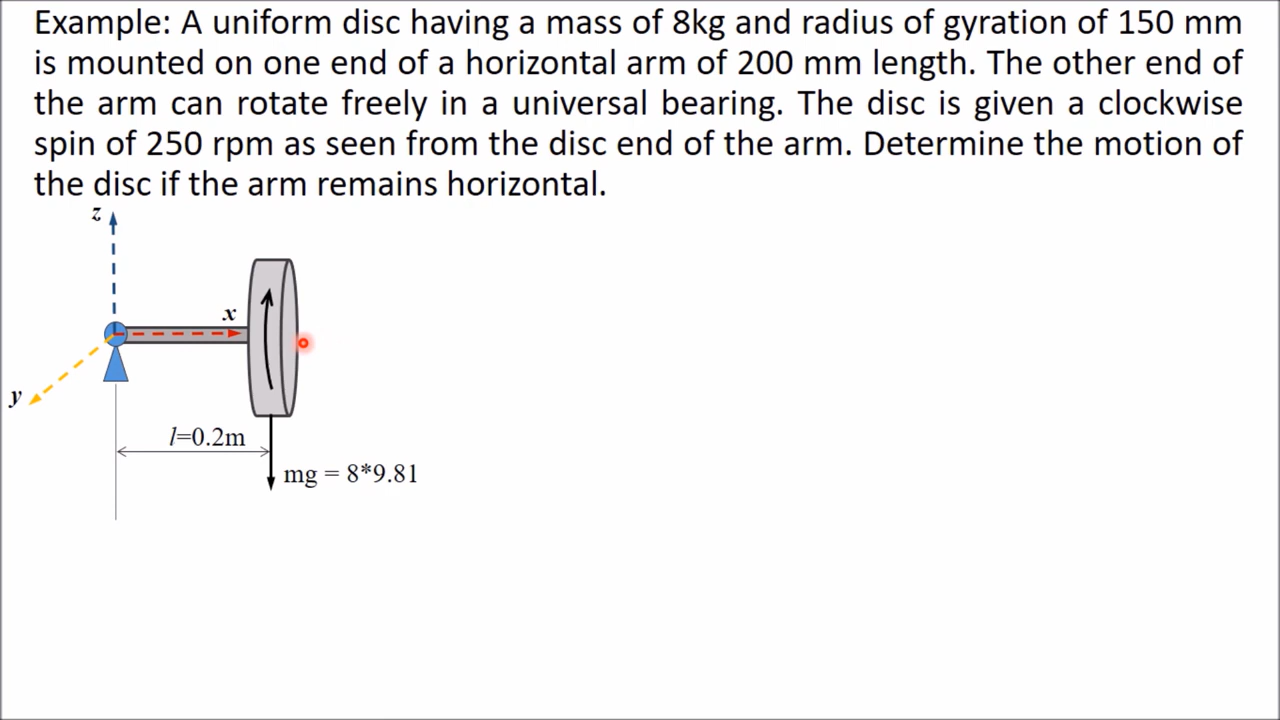 Example: A uniform disc having a mass of 8kg and radius of gyration of 150 mm
is mounted on one end of a horizontal arm of 200 mm length. The other end of
the arm can rotate freely in a universal bearing. The disc is given a clockwise
spin of 250 rpm as seen from the disc end of the arm. Determine the motion of
the disc if the arm remains horizontal.
z
x
y
l=0.2m
mg = 8*9.81